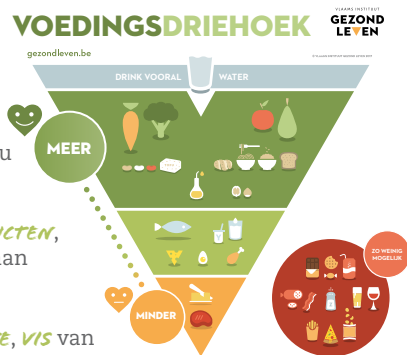 VOEDINGSDRIEHOEK
VLAAMS INSTITUUT
GEZOND
LEVEN
gezondleven.be
DRINK VOORAL WATER
u
MEER
CTEN,
an
ZO WEINIG
MOGELIJK
MINDER
E, VIS van